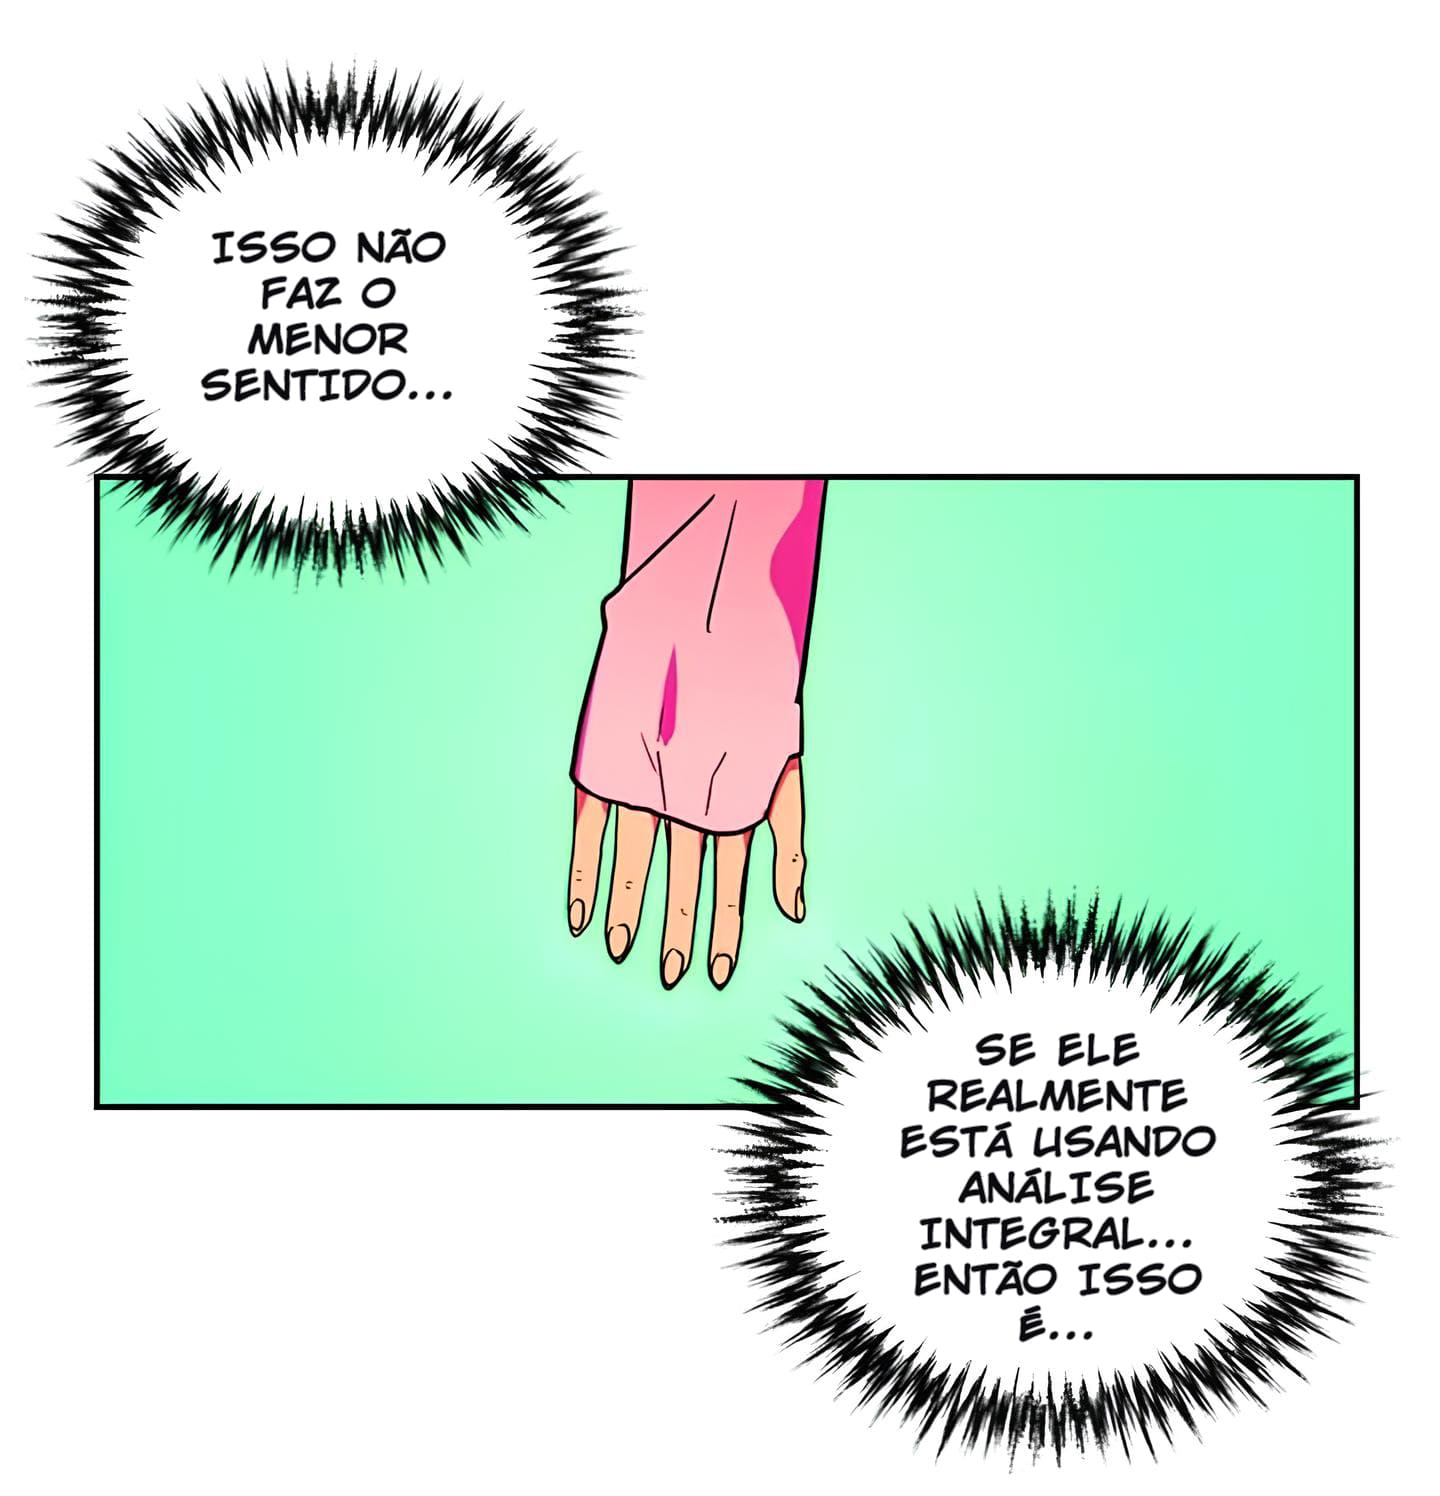 ISSO NÃO
FAZ O
MENOR
SENTIDO...
SE ELE
REALMENTE
ESTÁ USANDO
ANÁLISE
INTEGRAL...
ENTÃO ISSO
É...